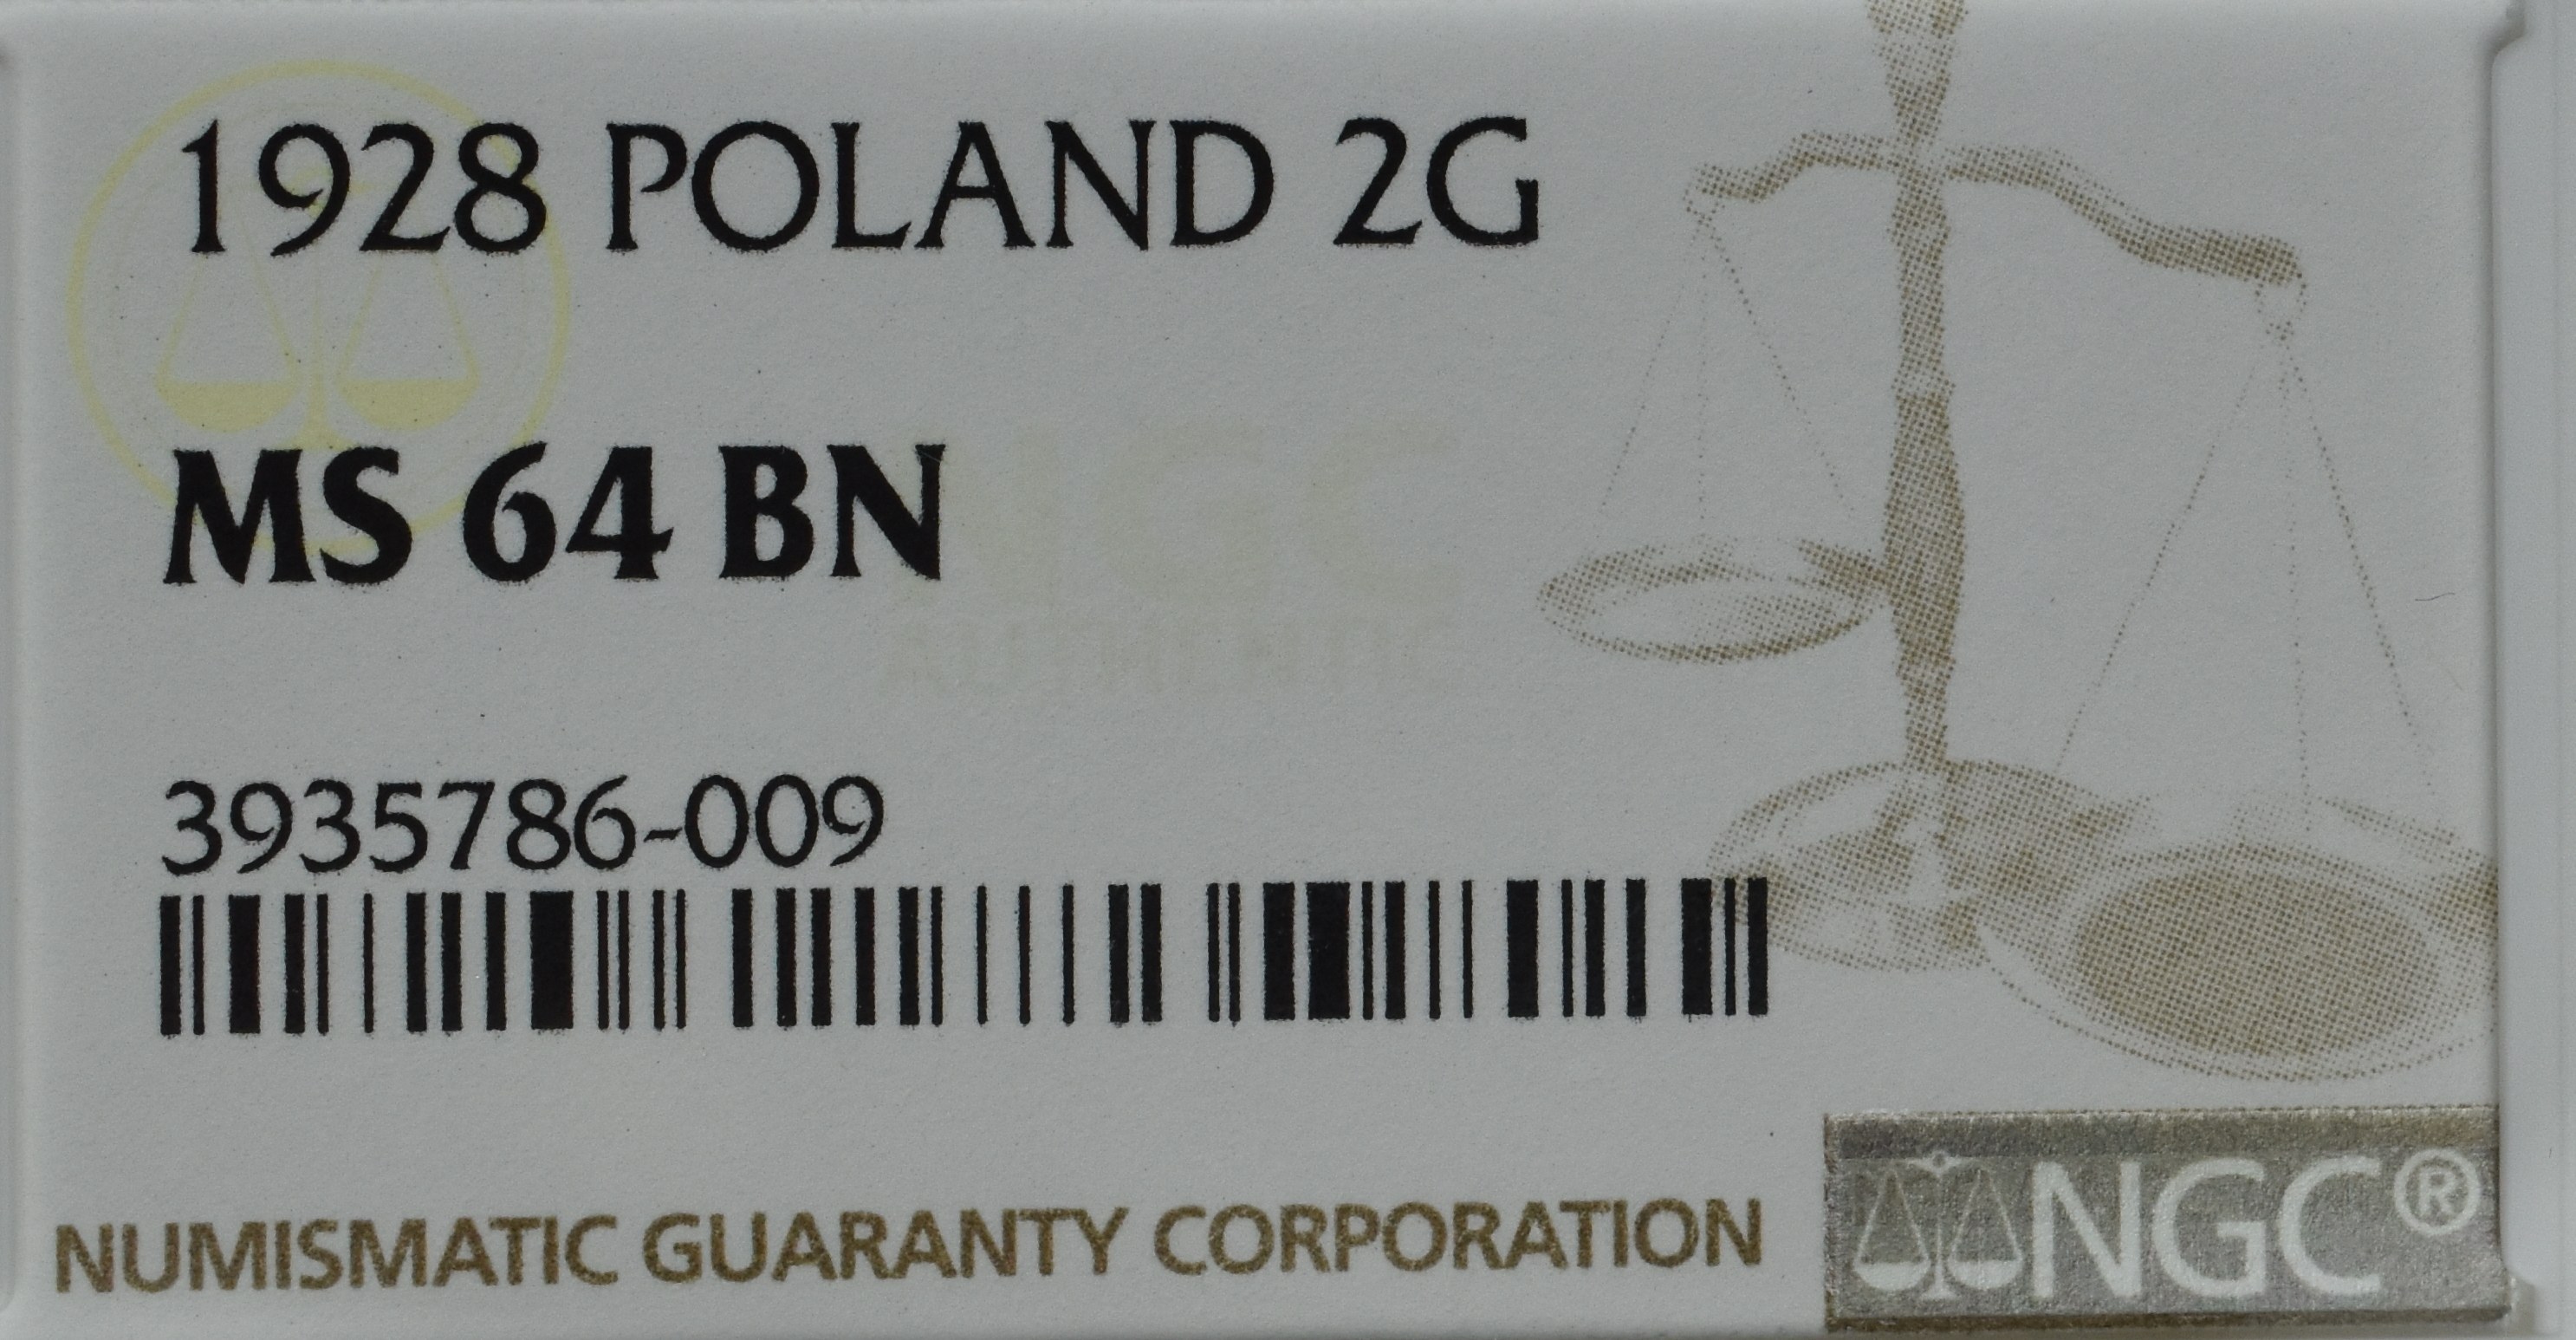 1928 POLAND 2G
MS 64 BN
3935786-009
NUMISMATIC GUARANTY CORPORATION
NGC®